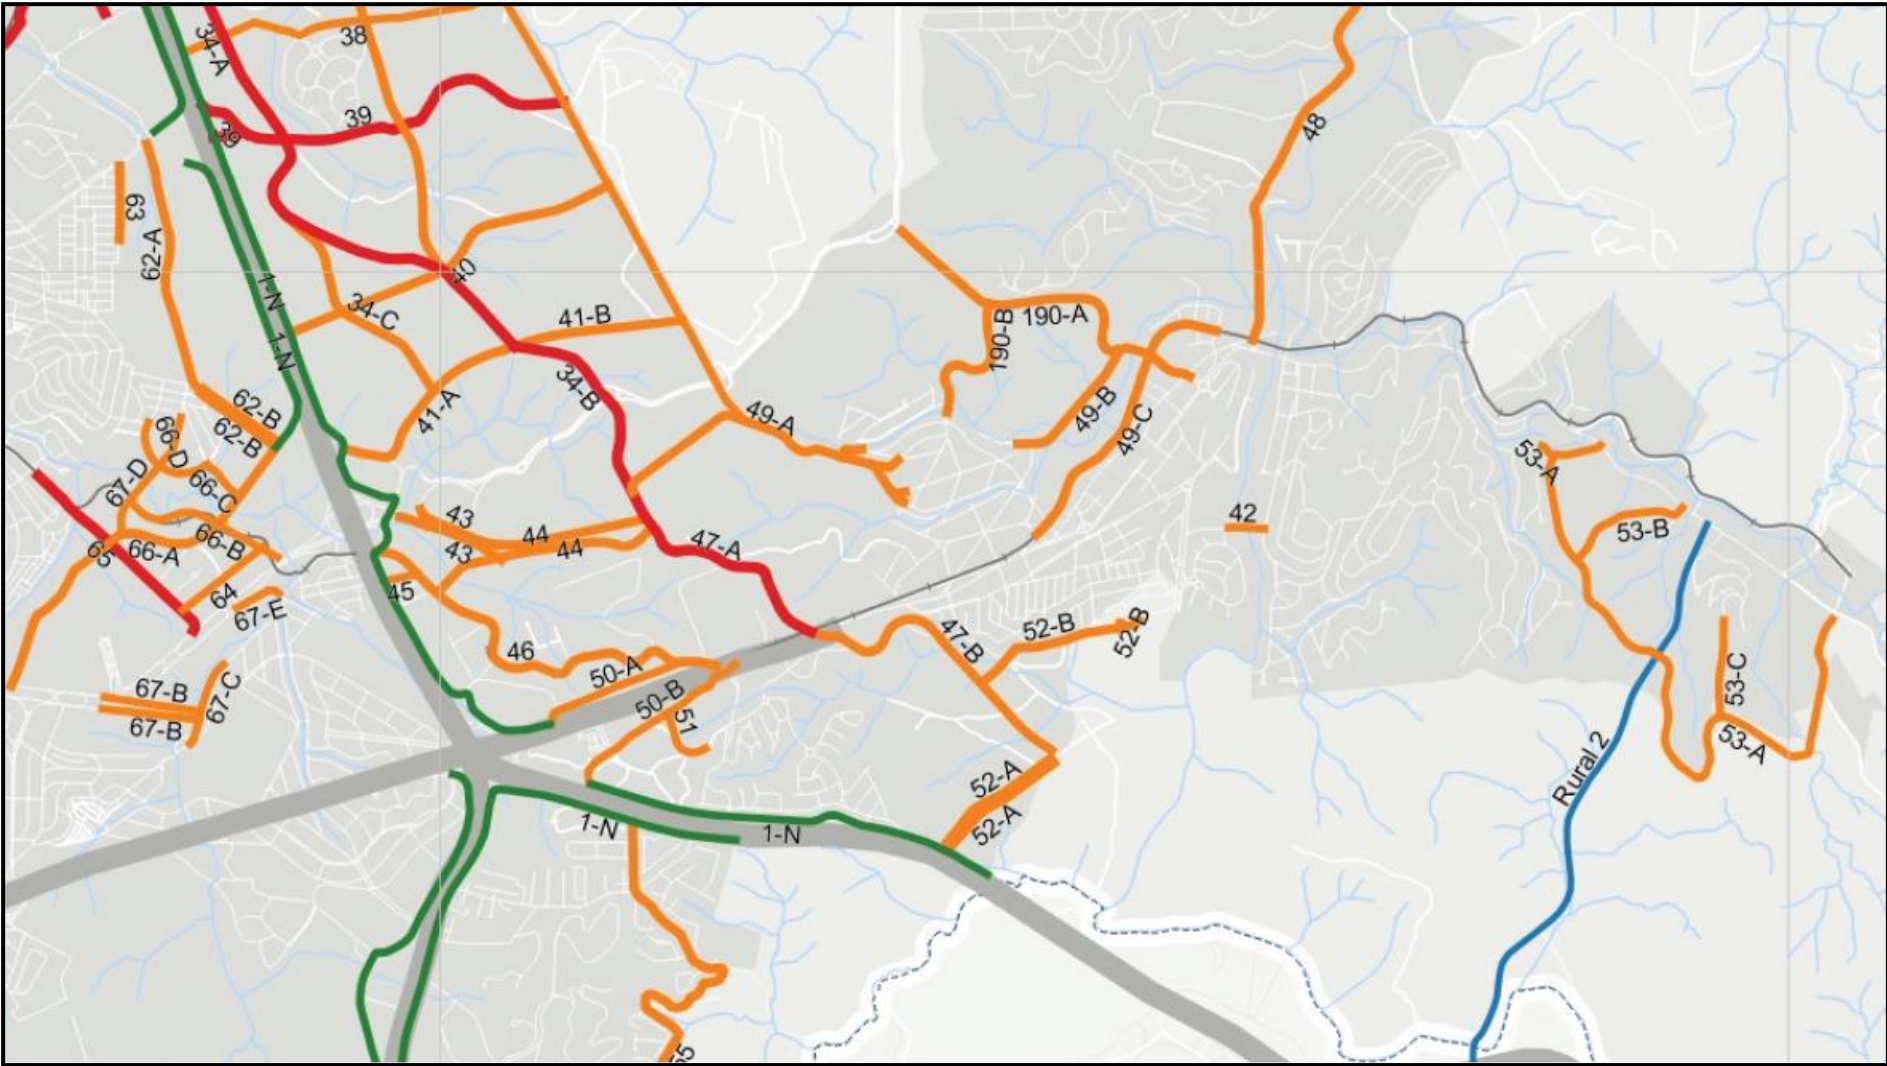 34-A
38
39
39
63
62-A
1-N
1-N
40
34-C
41-B
48
190-A
190-B
34-B
41-A
49-A
49-B
49-C
62-B
62-B
66-D
67-D
66-C
43
43
44
44
66-B
66-A
65
64
67-E
45
47-A
42
53-A
53-B
46
50-A
50-B
51
47-B
52-B
52-B
67-B
67-B
67-C
53-C
53-A
Rural 2
52-A
52-A
1-N
1-N